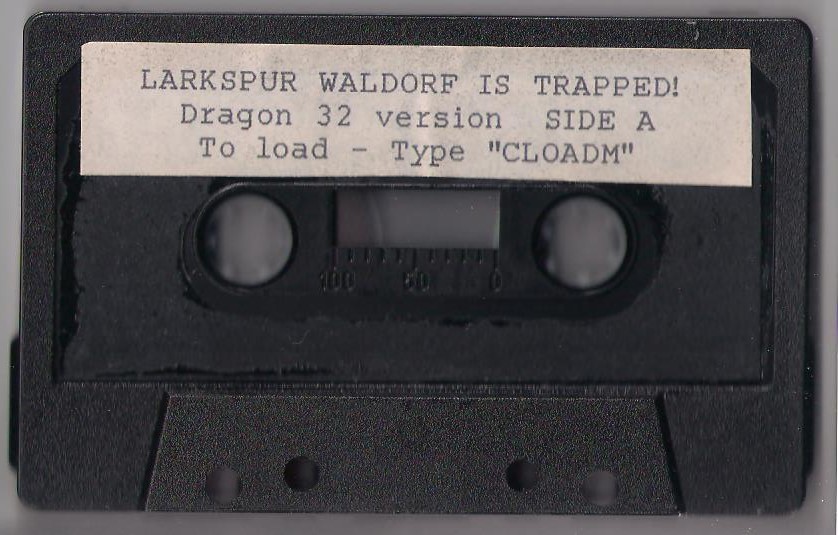 LARKSPUR WALDORF IS TRAPPED!
Dragon 32 version SIDE A
To load - Type "CLOADM"
100 50 0